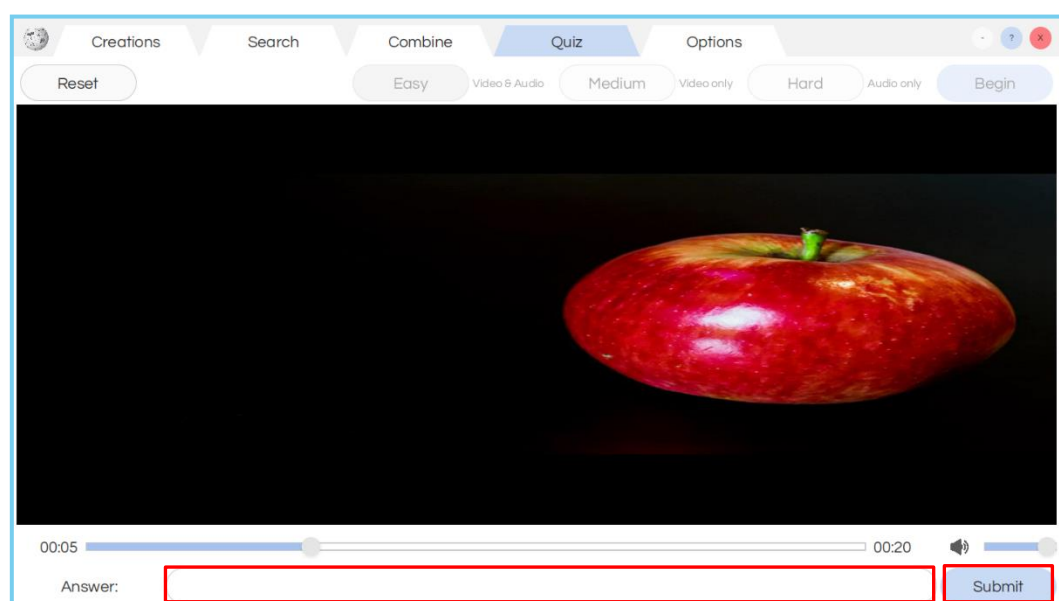 Creations Search Combine Quiz Options - ? X
Reset Easy Video & Audio Medium Video only Hard Audio only Begin
00:05 00:20
Answer: Submit